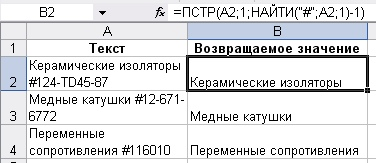 B2 fx =ПСТР(A2;1;НАЙТИ("#";A2;1)-1)
A B
1 Текст Возвращаемое значение
Керамические изоляторы
2 #124-TD45-87 Керамические изоляторы
Медные катушки #12-671-
3 6772 Медные катушки
Переменные
4 сопротивления #116010 Переменные сопротивления